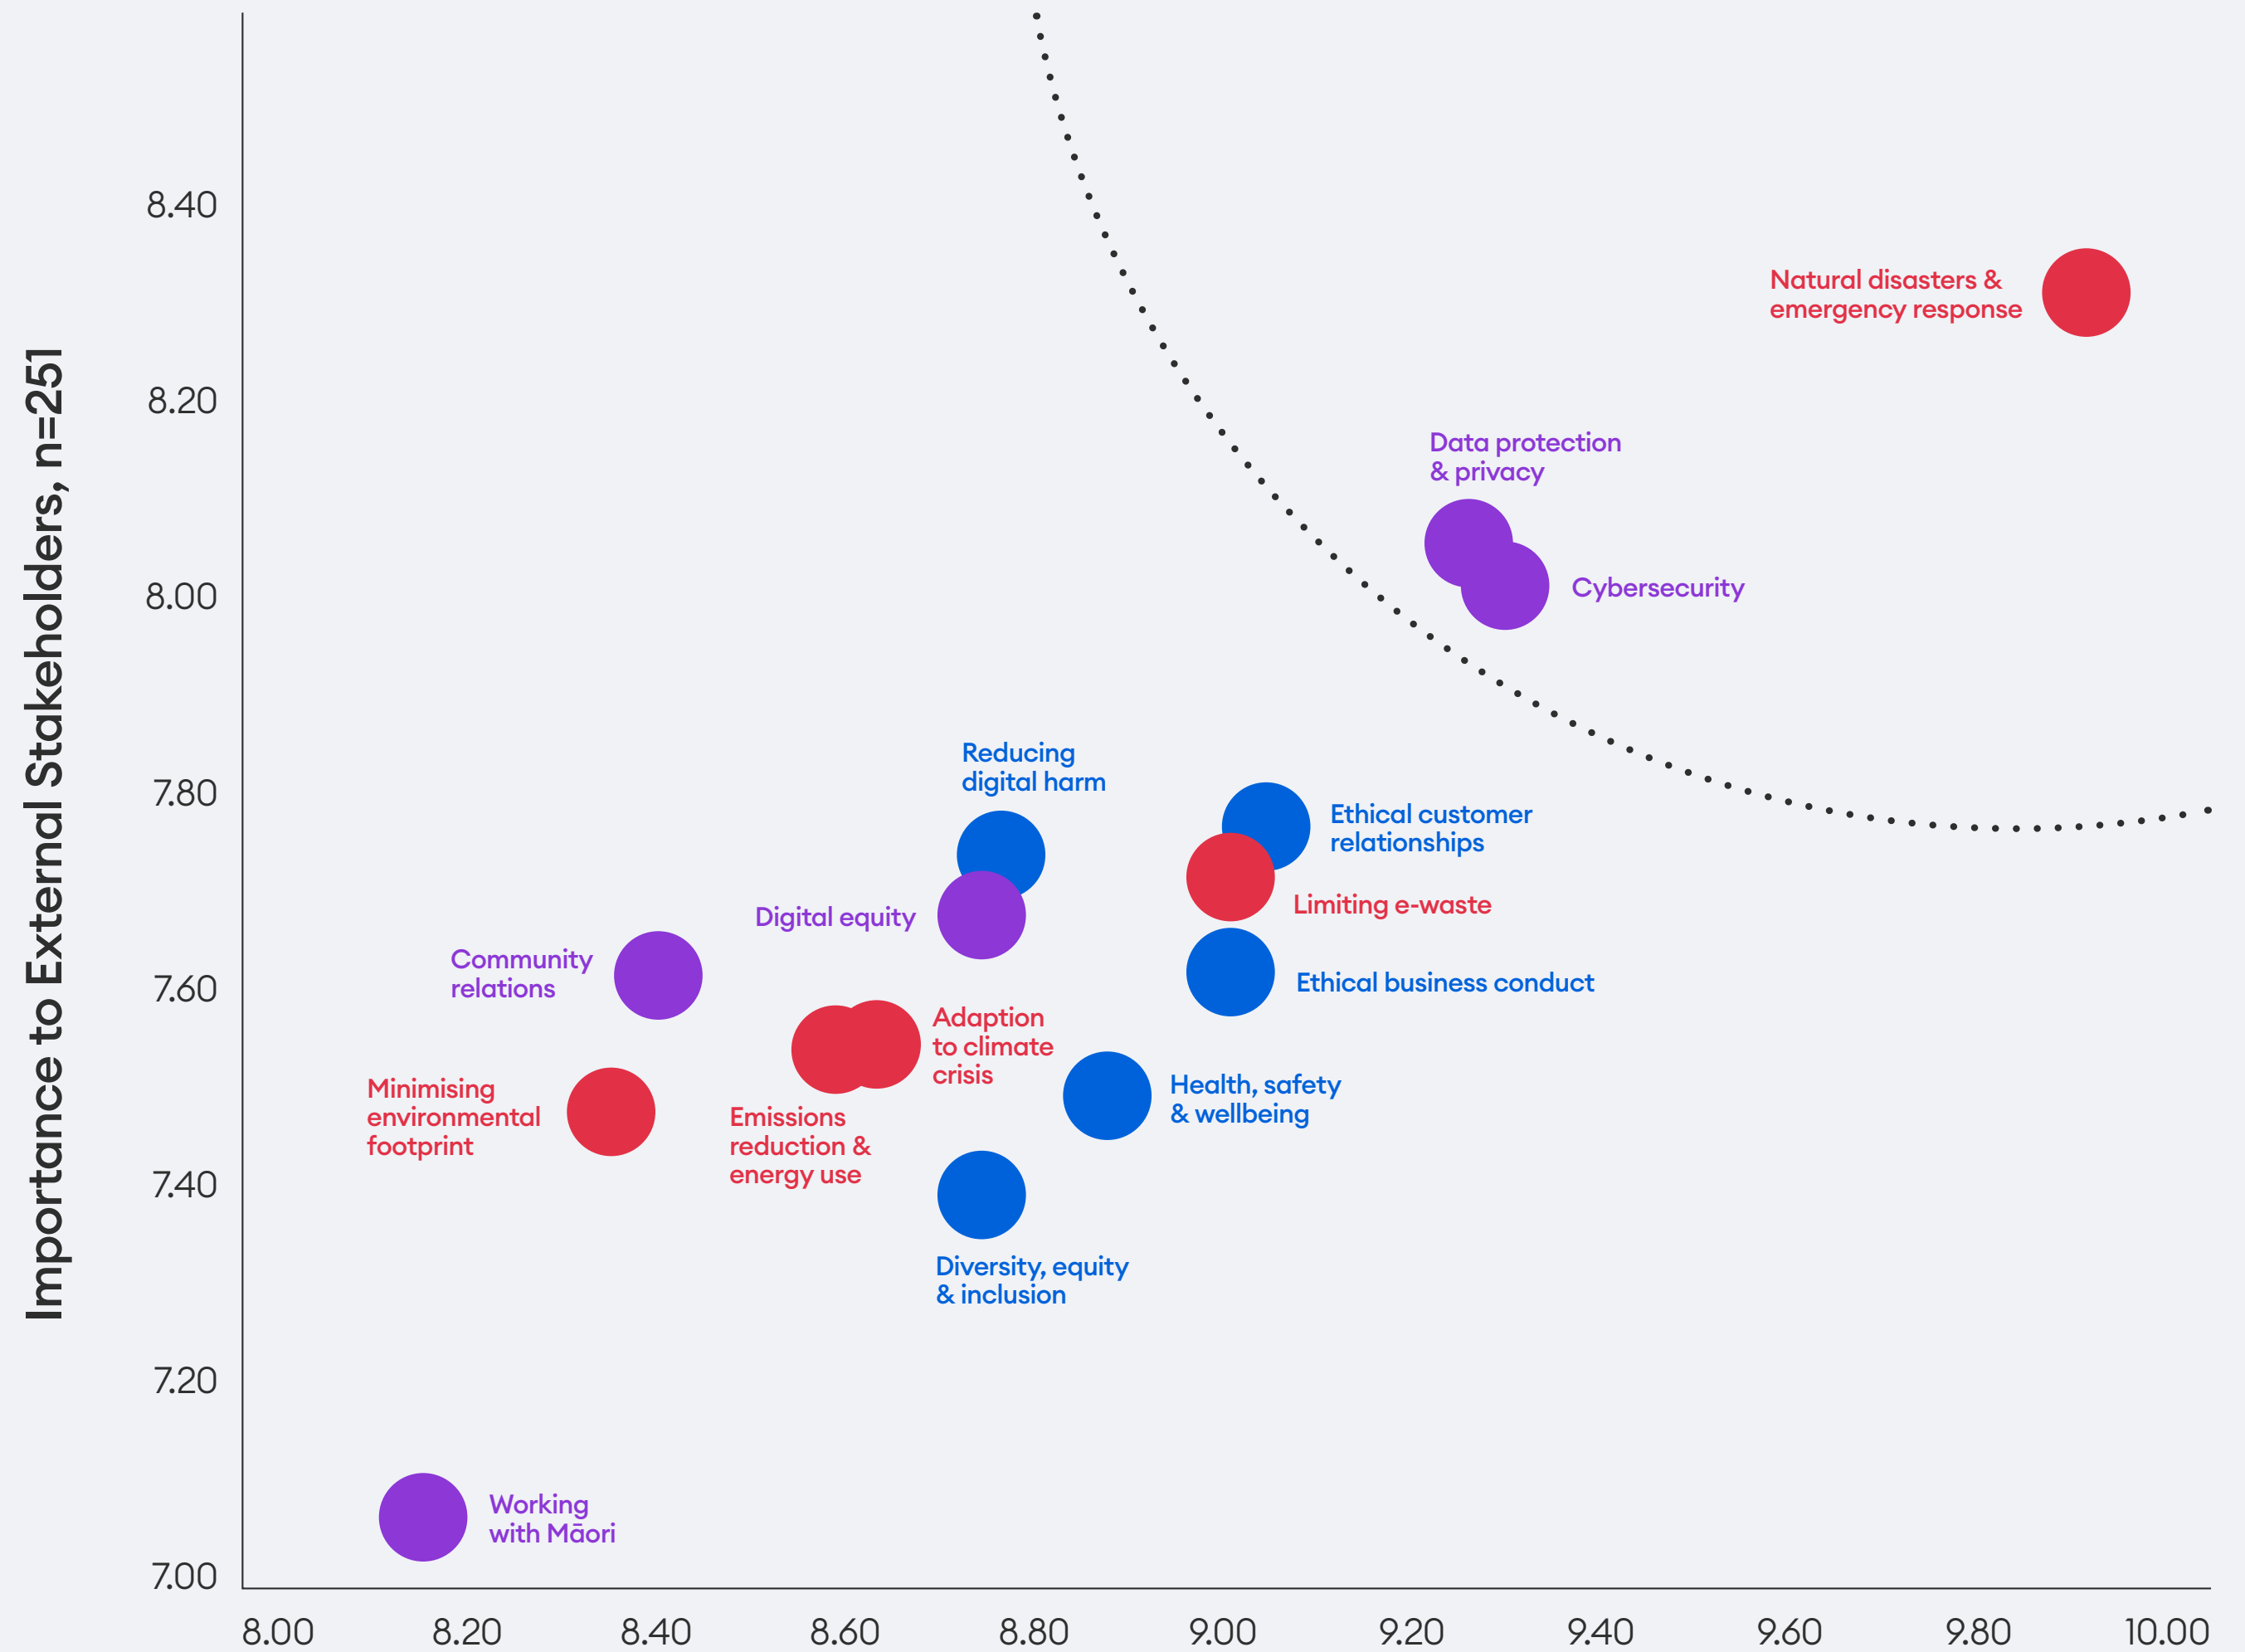 Importance to External Stakeholders, n=251
8.40
8.20
8.00
7.80
7.60
7.40
7.20
7.00
Natural disasters &
emergency response
Data protection
& privacy
Cybersecurity
Reducing
digital harm
Ethical customer
relationships
Limiting e-waste
Digital equity
Community
relations
Ethical business conduct
Adaption
to climate
crisis
Minimising
environmental
footprint
Emissions
reduction &
energy use
Health, safety
& wellbeing
Diversity, equity
& inclusion
Working
with Māori
8.00 8.20 8.40 8.60 8.80 9.00 9.20 9.40 9.60 9.80 10.00